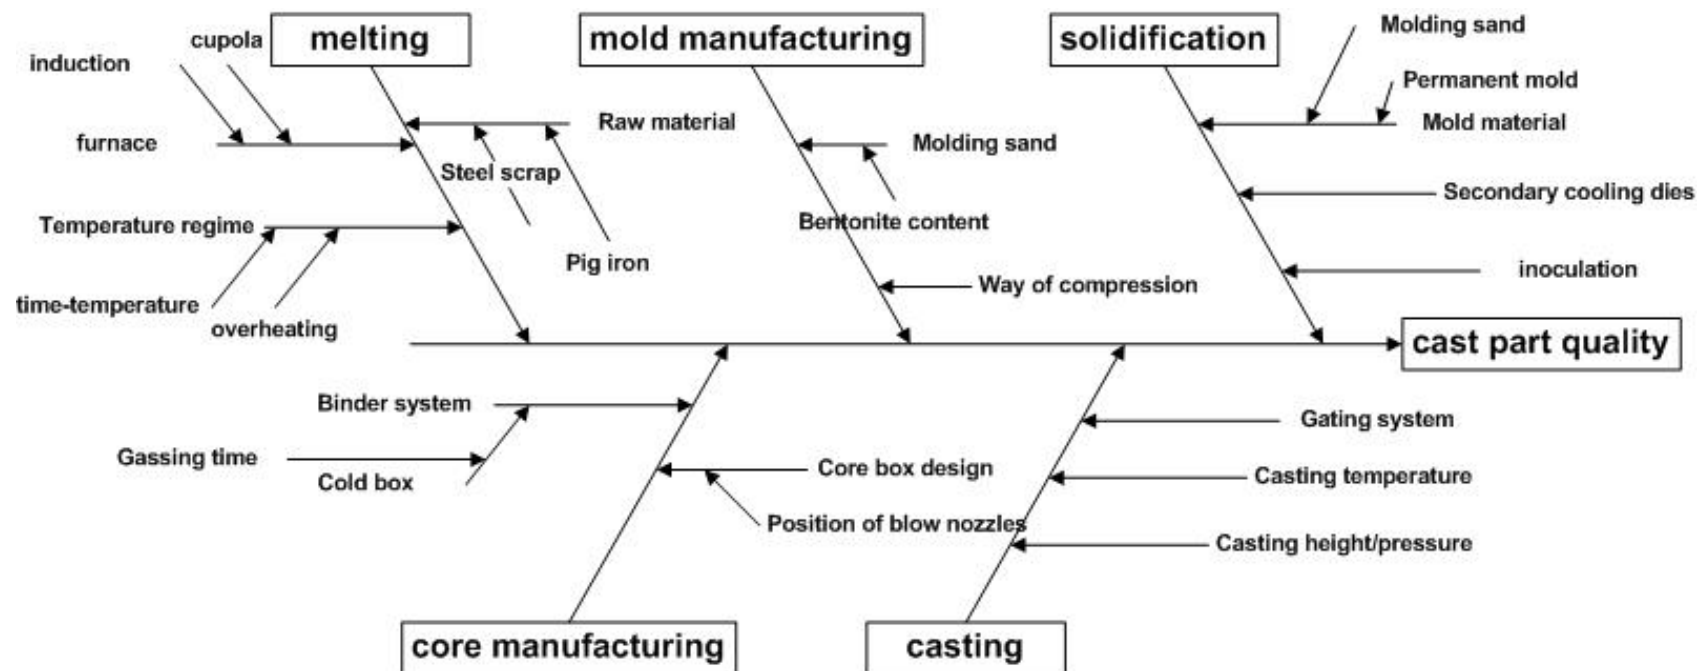 cupola
melting
mold manufacturing
solidification
Molding sand
induction
Permanent mold
Raw material
Mold material
furnace
Molding sand
Steel scrap
Secondary cooling dies
Temperature regime
Bentonite content
Pig iron
inoculation
Way of compression
time-temperature
overheating
cast part quality
Binder system
Gating system
Gassing time
Core box design
Casting temperature
Cold box
Position of blow nozzles
Casting height/pressure
core manufacturing
casting